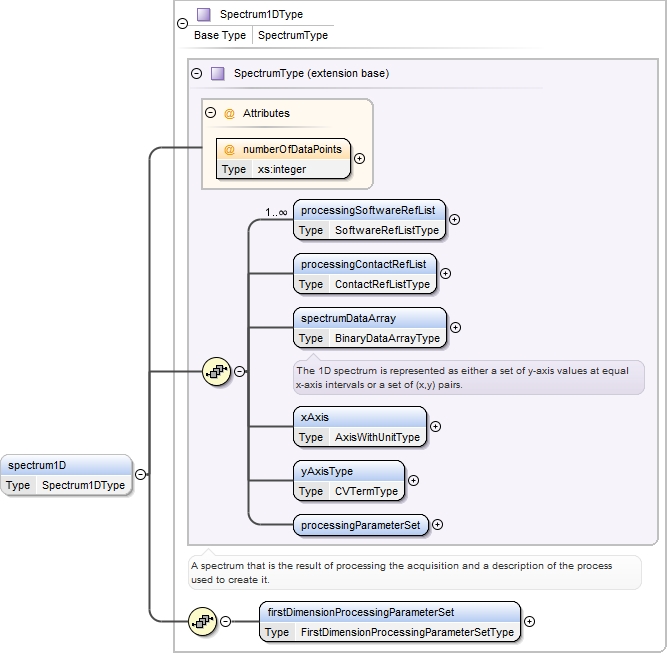 Spectrum1DType
Base Type SpectrumType
SpectrumType (extension base)
@ Attributes
@ numberOfDataPoints
Type xs:integer
1..∞
processingSoftwareRefList
Type SoftwareRefListType
processingContactRefList
Type ContactRefListType
spectrumDataArray
Type BinaryDataArrayType
The 1D spectrum is represented as either a set of y-axis values at equal
x-axis intervals or a set of (x,y) pairs.
xAxis
Type AxisWithUnitType
yAxisType
Type CVTermType
processingParameterSet
spectrum1D
Type Spectrum1DType
A spectrum that is the result of processing the acquisition and a description of the process
used to create it.
firstDimensionProcessingParameterSet
Type FirstDimensionProcessingParameterSetType